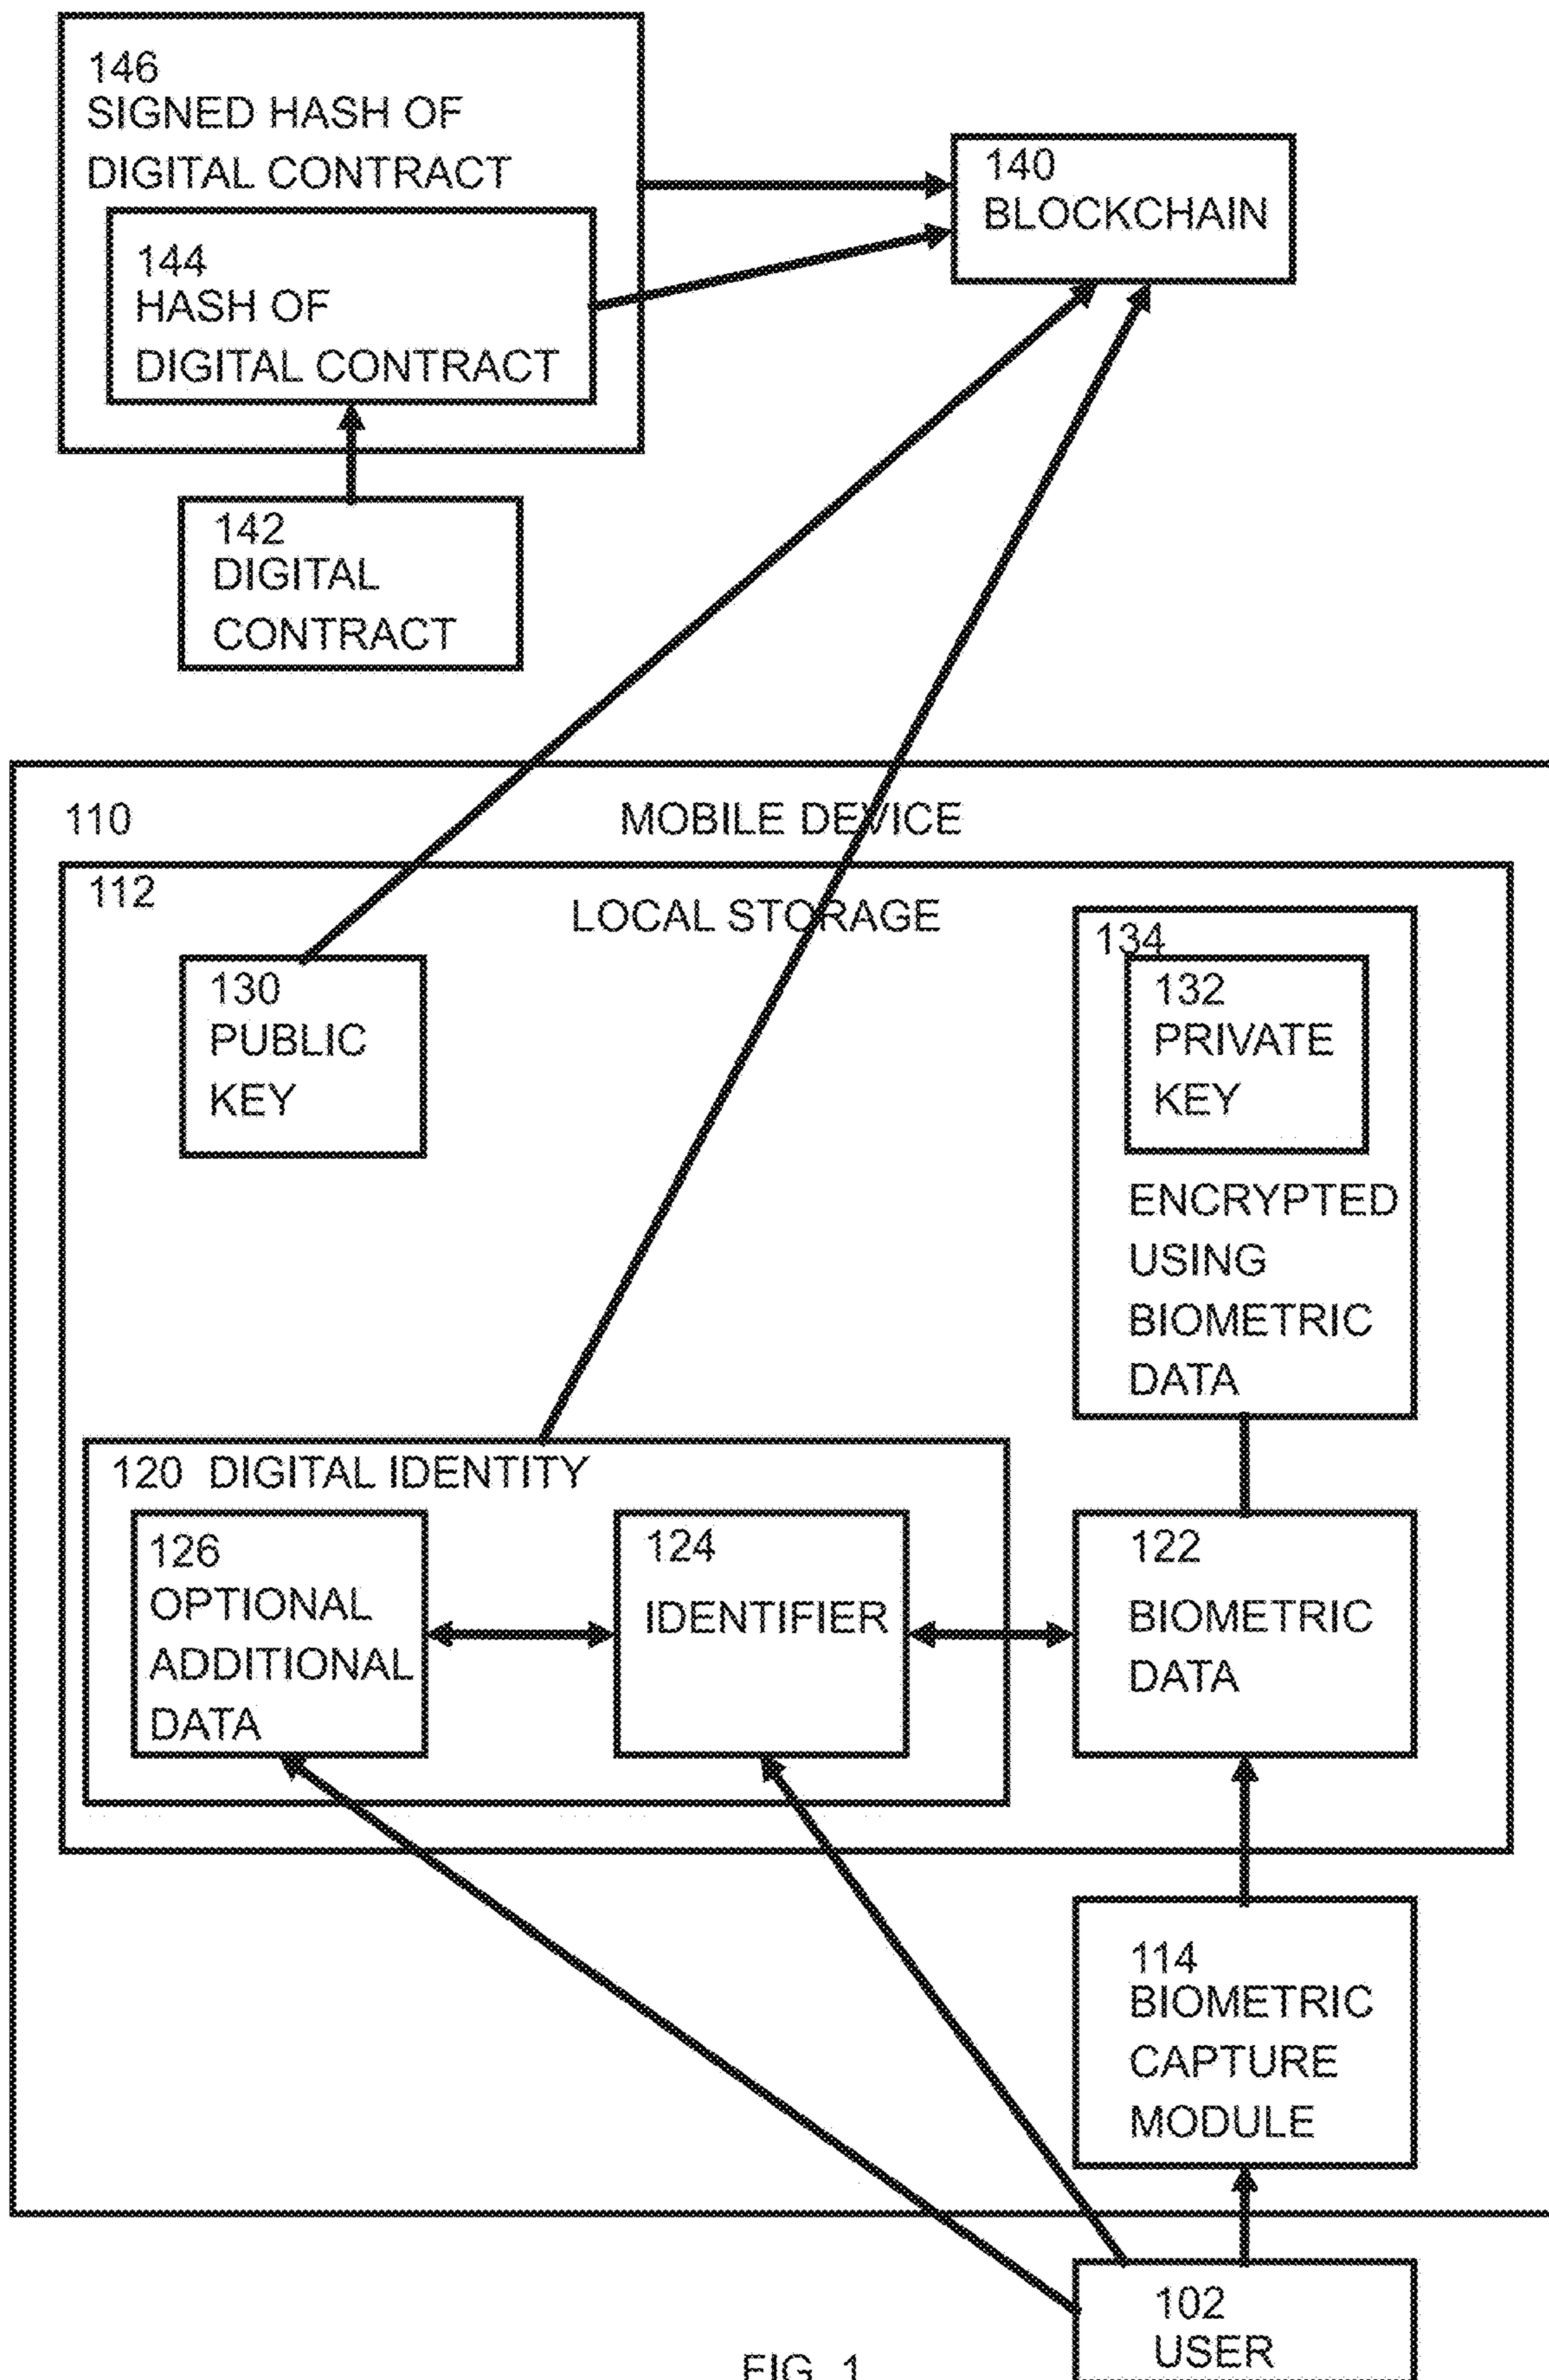 146
SIGNED HASH OF
DIGITAL CONTRACT
144
HASH OF
DIGITAL CONTRACT
140
BLOCKCHAIN
142
DIGITAL
CONTRACT
110
MOBILE DEVICE
112
LOCAL STORAGE
130
PUBLIC
KEY
134
132
PRIVATE
KEY
ENCRYPTED
USING
BIOMETRIC
DATA
120 DIGITAL IDENTITY
126
OPTIONAL
ADDITIONAL
DATA
124
IDENTIFIER
122
BIOMETRIC
DATA
114
BIOMETRIC
CAPTURE
MODULE
102
USER
FIG. 1